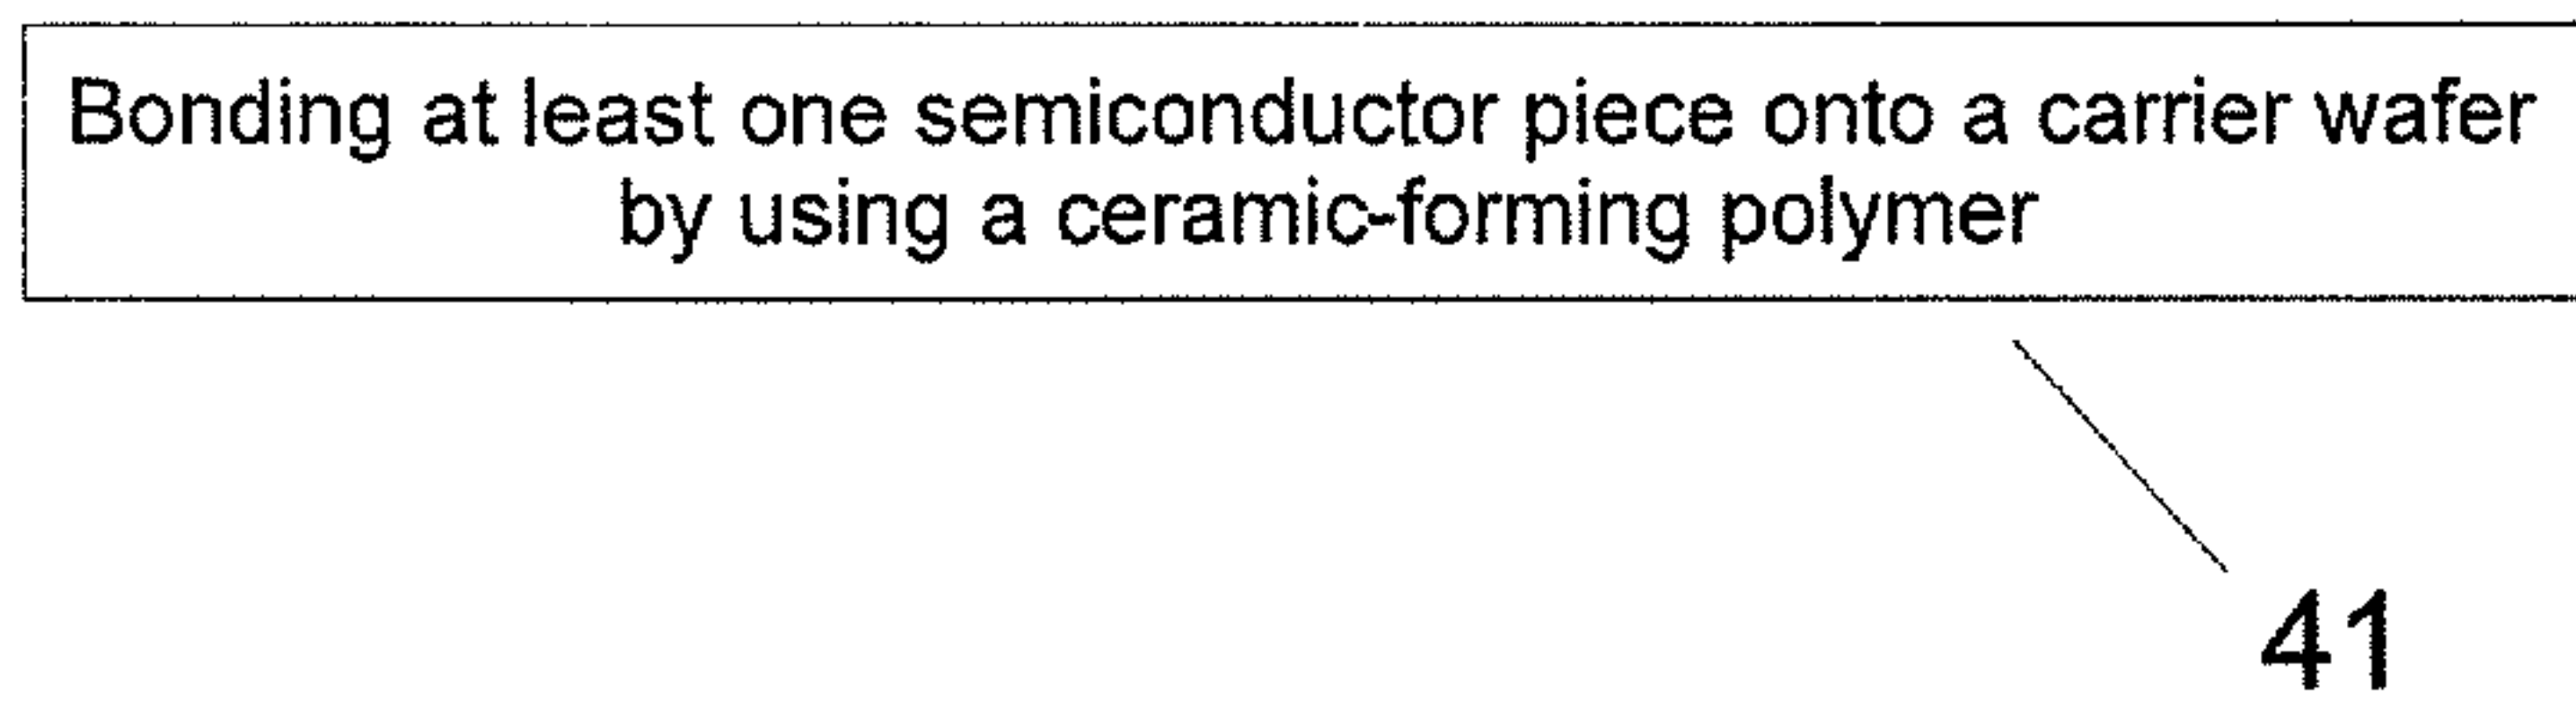 Bonding at least one semiconductor piece onto a carrier wafer
by using a ceramic-forming polymer
41